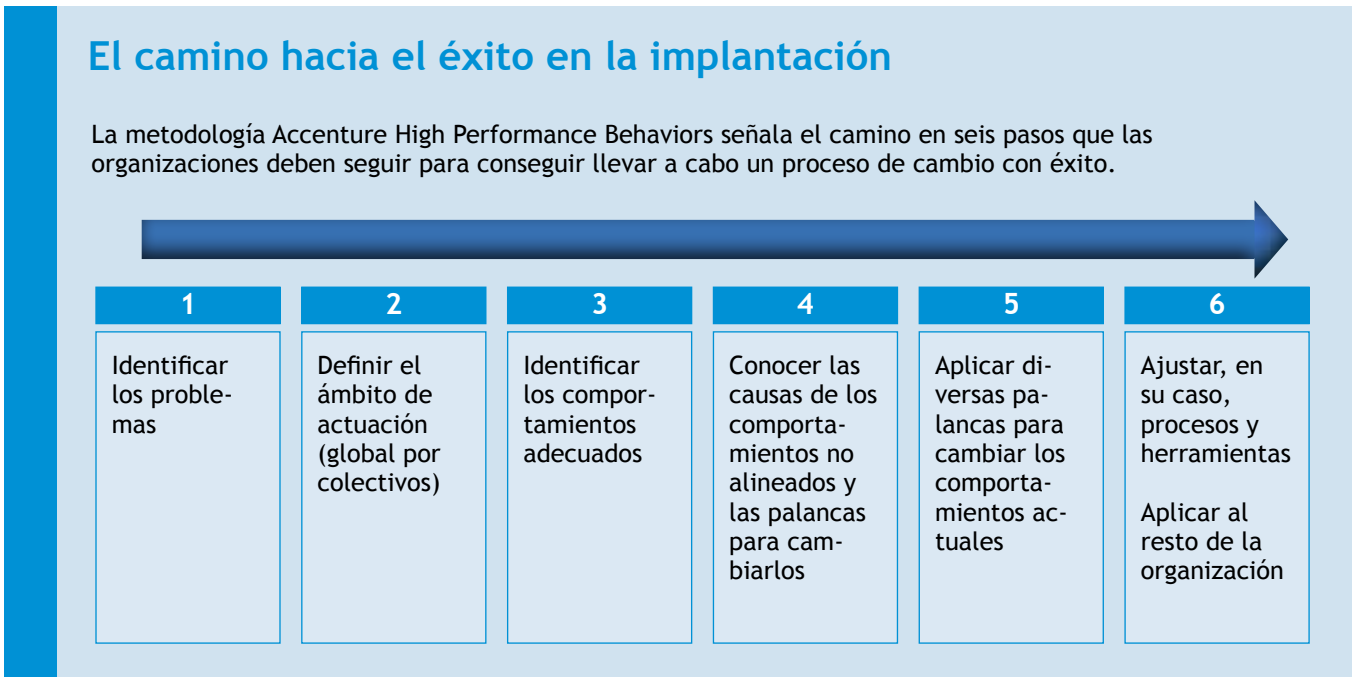 El camino hacia el éxito en la implantación
La metodología Accenture High Performance Behaviors señala el camino en seis pasos que las
organizaciones deben seguir para conseguir llevar a cabo un proceso de cambio con éxito.
1
Identificar
los proble-
mas
2
Definir el
ámbito de
actuación
(global por
colectivos)
3
Identificar
los compor-
tamientos
adecuados
4
Conocer las
causas de los
comporta-
mientos no
alineados y
las palancas
para cam-
biarlos
5
Aplicar di-
versas pa-
lancas para
cambiar los
comporta-
mientos ac-
tuales
6
Ajustar, en
su caso,
procesos y
herramientas
Aplicar al
resto de la
organización